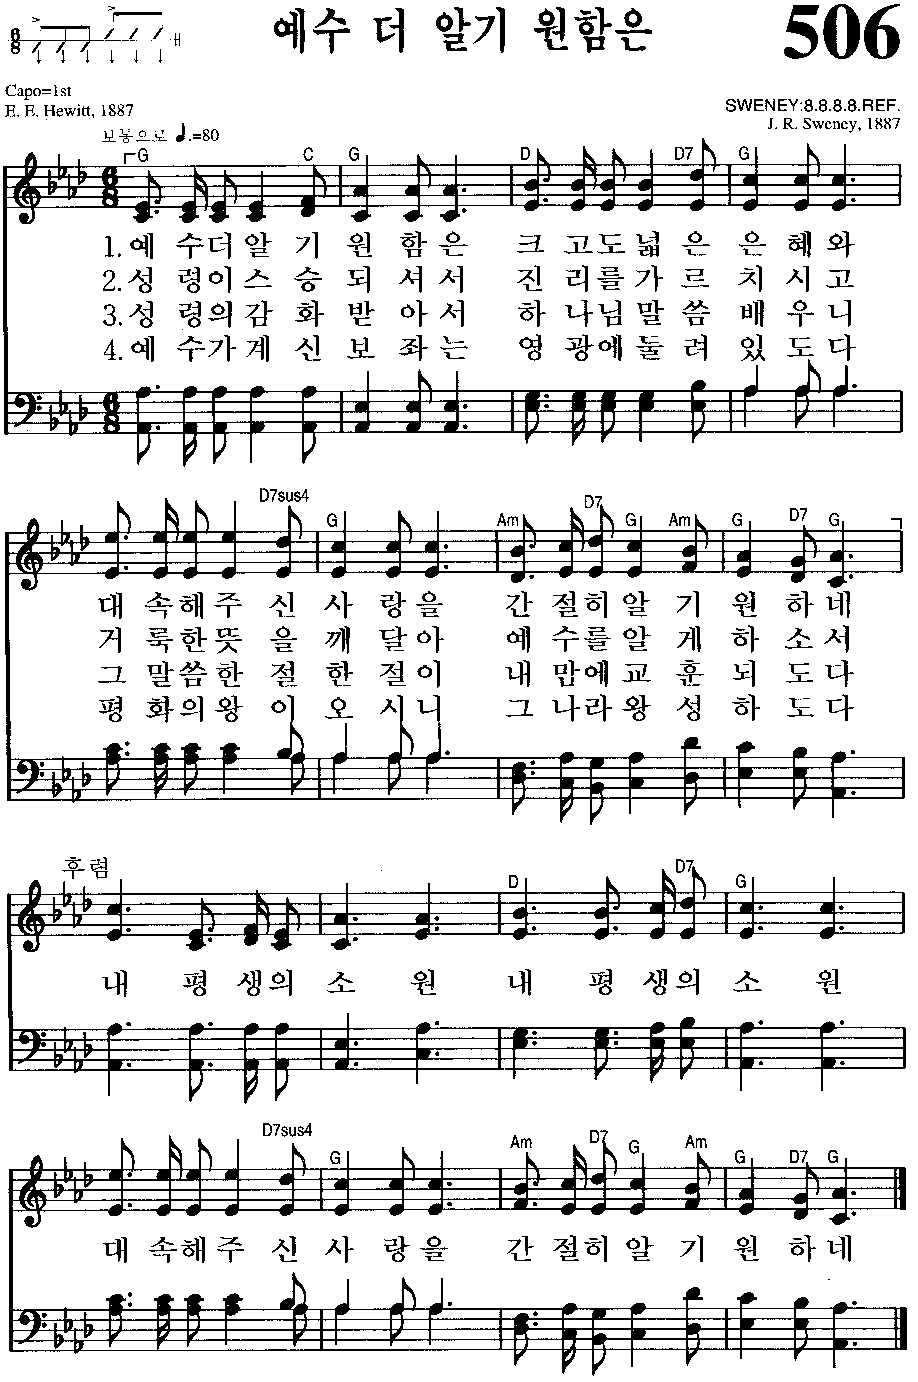 예수 더 알기 원함은 506
Capo=1st
E. E. Hewitt, 1887
SWENEY:8.8.8.8.REF.
J. R. Sweney, 1887
보통으로 ♩.=80
G C G D D7 G
1.예 수더알 기 원 함은 크 고도넓 은 은 혜와
2.성 령이스 승 되 셔서 진 리를가 르 치 시고
3.성 령의감 화 받 아서 하 나님말 씀 배 우니
4.예 수가계 신 보 좌는 영 광에둘 려 있 도다
D7sus4 G Am D7 G Am G D7 G
대 속해주 신 사 랑을 간 절히알 기 원 하네
거 룩한뜻 을 깨 달아 예 수를알 게 하 소서
그 말씀한 절 한 절이 내 맘에교 훈 되 도다
평 화의왕 이 오 시니 그 나라왕 성 하 도다
후렴
D D7 G
내 평 생의 소 원 내 평 생의 소 원
D7sus4 G Am D7 G Am G D7 G
대 속해주 신 사 랑을 간 절히알 기 원 하네